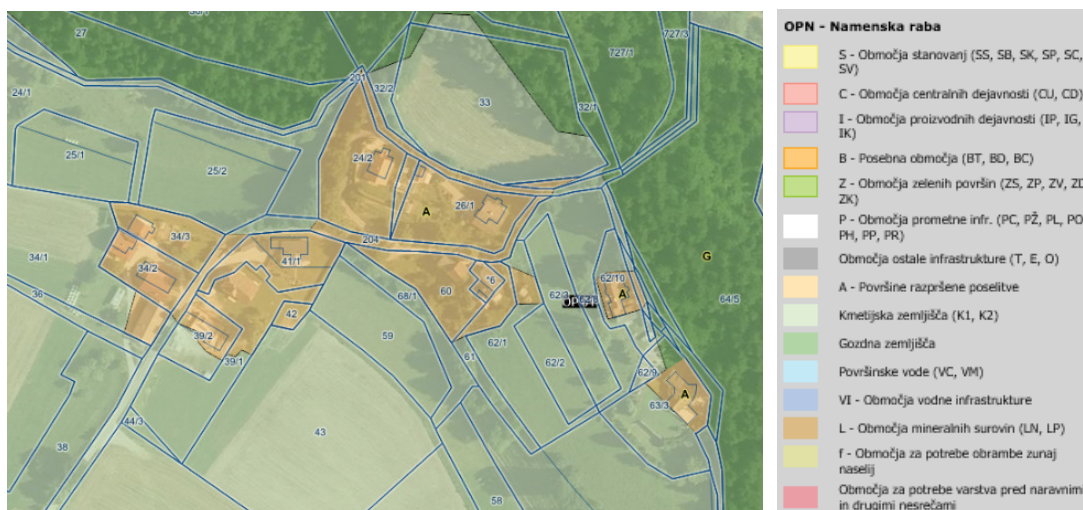 27
727/1
727/3
201
32/2
33
24/1
32/1
25/1
25/2
24/2
26/1
A
34/3
204
34/1
34/2
41/1
G
36
68/1
60
62/10
A
64/5
42
39/2
59
39/1
61
62/1
62/2
62/9
A
63/3
44/3
43
38
58
OPN - Namenska raba
S - Območja stanovanj (SS, SB, SK, SP, SC,
SV)
C - Območja centralnih dejavnosti (CU, CD)
I - Območja proizvodnih dejavnosti (IP, IG,
IK)
B - Posebna območja (BT, BD, BC)
Z - Območja zelenih površin (ZS, ZP, ZV, ZD
ZK)
P - Območja prometne infr. (PC, PŽ, PL, PO
PH, PP, PR)
Območja ostale infrastrukture (T, E, O)
A - Površine razpršene poselitve
Kmetijska zemljišča (K1, K2)
Gozdna zemljišča
Površinske vode (VC, VM)
VI - Območja vodne infrastrukture
L - Območja mineralnih surovin (LN, LP)
f - Območja za potrebe obrambe zunaj
naselij
Območja za potrebe varstva pred naravnimi
in drugimi nesrečami